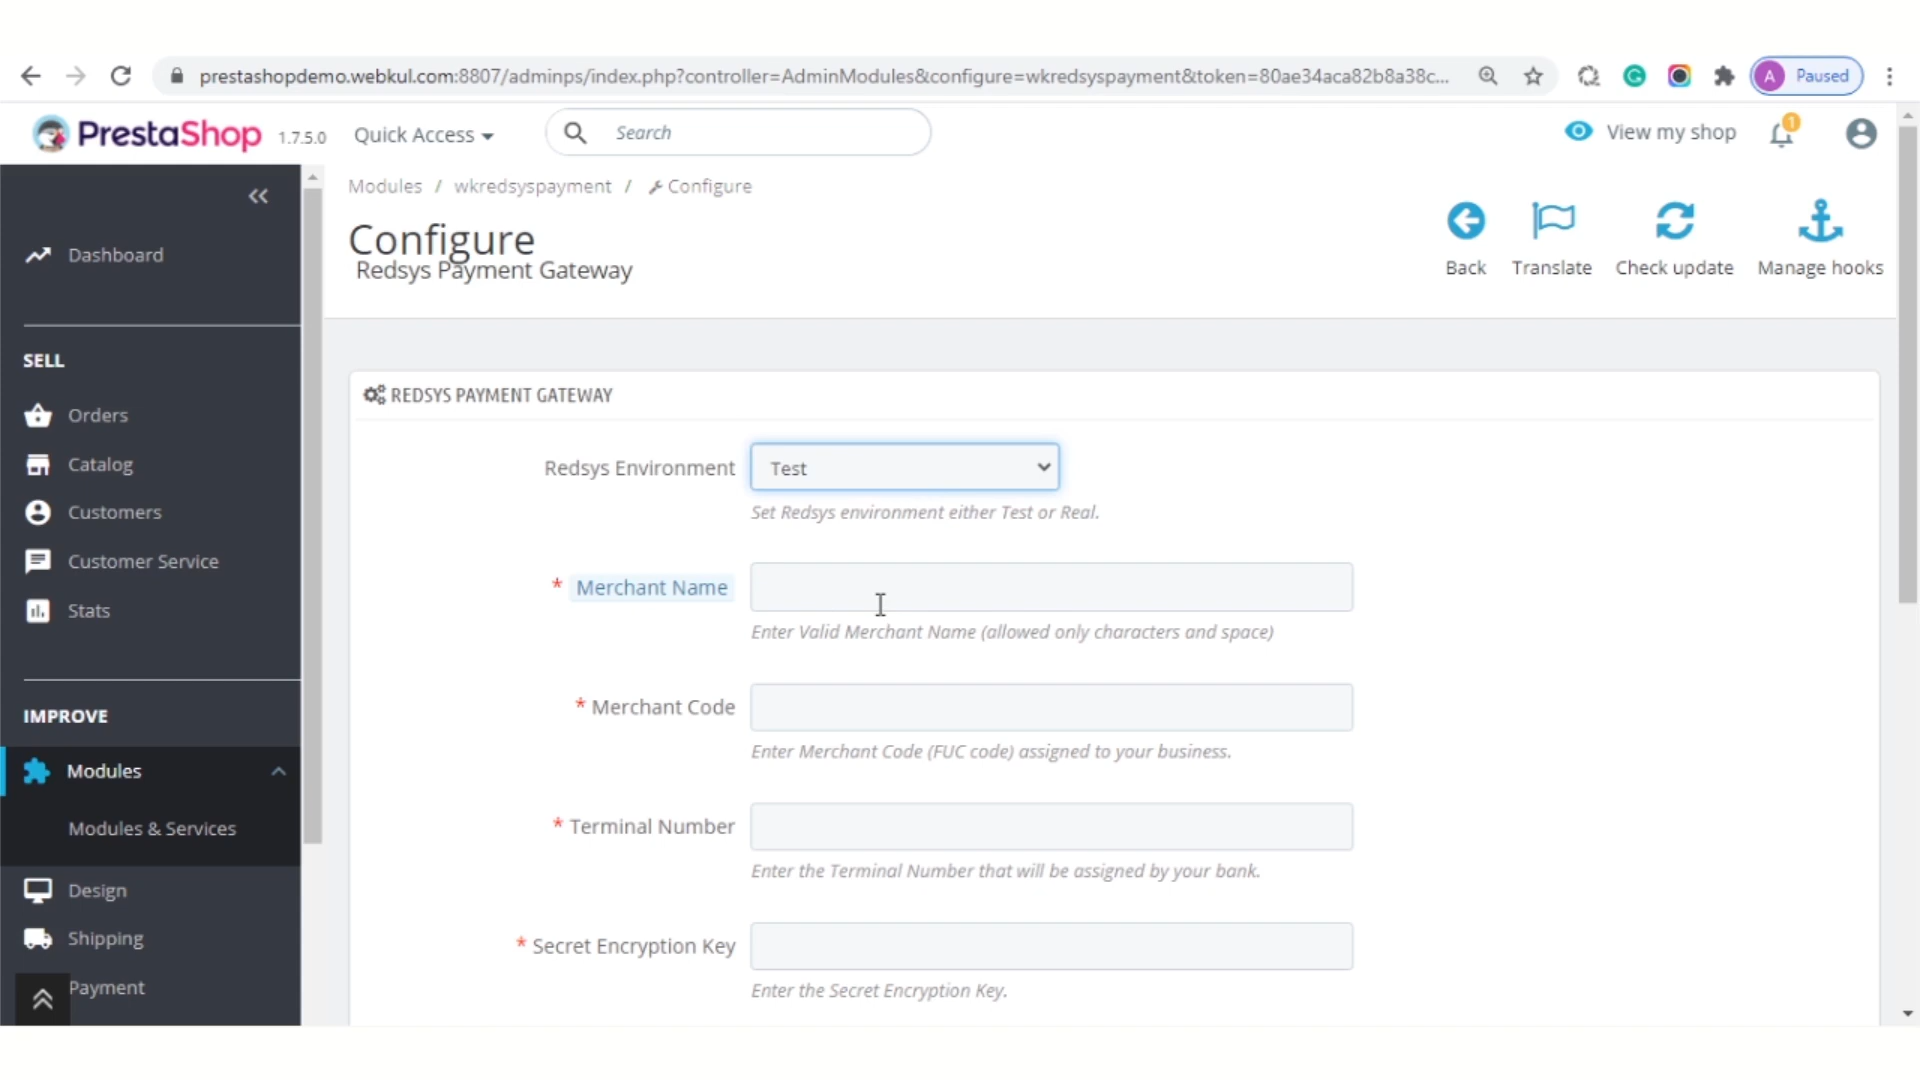 prestashopdemo.webkul.com:8807/adminps/index.php?controller=AdminModules&configure=wkredsyspayment&token=80ae34aca82b8a38c...
A Paused
PrestaShop 1.7.5.0 Quick Access Search View my shop 1
Modules / wkredsyspayment / Configure
Configure
Redsys Payment Gateway
Back Translate Check update Manage hooks
Dashboard
SELL
Orders
Catalog
Customers
Customer Service
Stats
IMPROVE
Modules
Modules & Services
Design
Shipping
Payment
REDSYS PAYMENT GATEWAY
Redsys Environment Test
Set Redsys environment either Test or Real.
* Merchant Name
Enter Valid Merchant Name (allowed only characters and space)
* Merchant Code
Enter Merchant Code (FUC code) assigned to your business.
* Terminal Number
Enter the Terminal Number that will be assigned by your bank.
* Secret Encryption Key
Enter the Secret Encryption Key.